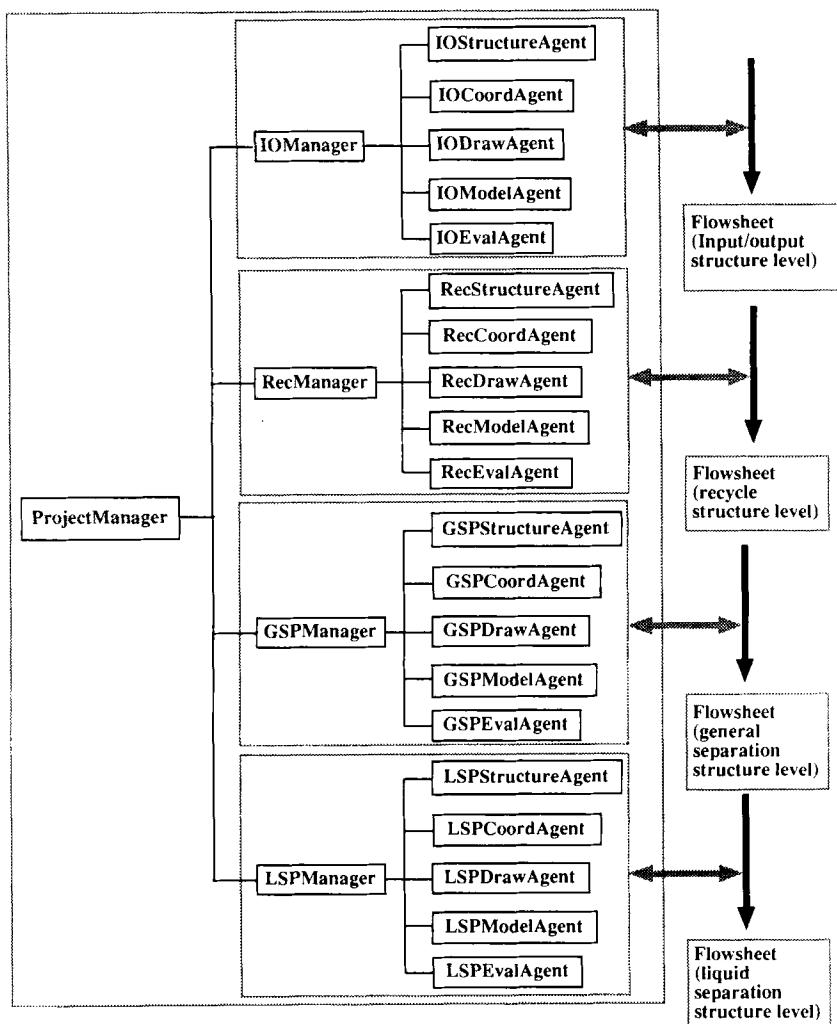 IOStructureAgent
IOCoordAgent
IOManager
IODrawAgent
IOModelAgent
IOEvalAgent
Flowsheet
(Input/output
structure level)
RecStructureAgent
RecCoordAgent
RecManager
RecDrawAgent
RecModelAgent
RecEvalAgent
Flowsheet
(recycle
structure level)
ProjectManager
GSPStructureAgent
GSPCoordAgent
GSPManager
GSPDrawAgent
GSPModelAgent
GSPEvalAgent
Flowsheet
(general
separation
structure level)
LSPStructureAgent
LSPCoordAgent
LSPManager
LSPDrawAgent
LSPModelAgent
LSPEvalAgent
Flowsheet
(liquid
separation
structure level)